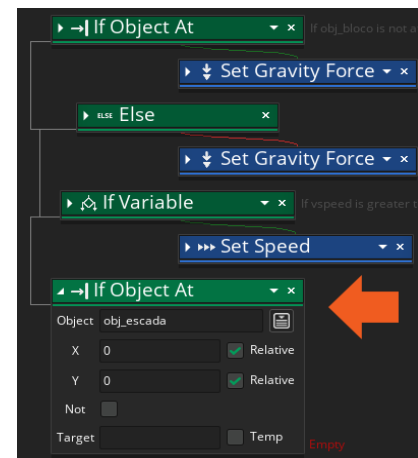 If Object At
If obj_bloco is not a
Set Gravity Force
ELSE Else
Set Gravity Force
If Variable
If vspeed is greater t
Set Speed
If Object At
Object obj_escada
X 0 Relative
Y 0 Relative
Not
Target Temp
Empty